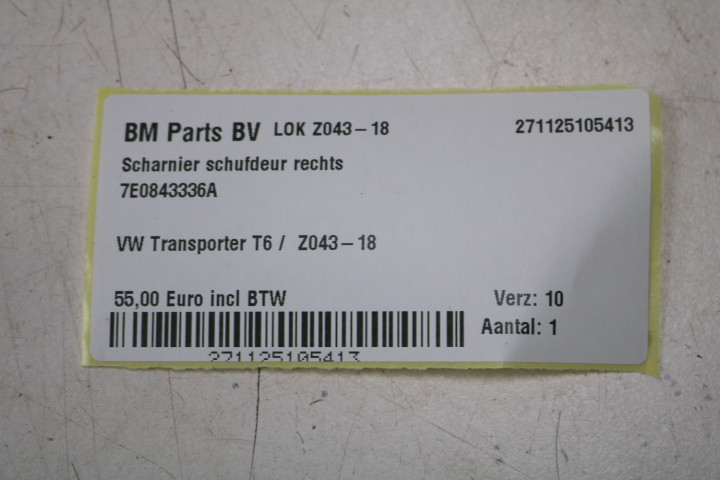 BM Parts BV LOK Z043-18 271125105413
Scharnier schufdeur rechts
7E0843336A
VW Transporter T6 / Z043-18
55,00 Euro incl BTW Verz: 10
Aantal: 1
271125105413